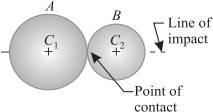 A
B
C1
C2
Line of
impact
Point of
contact